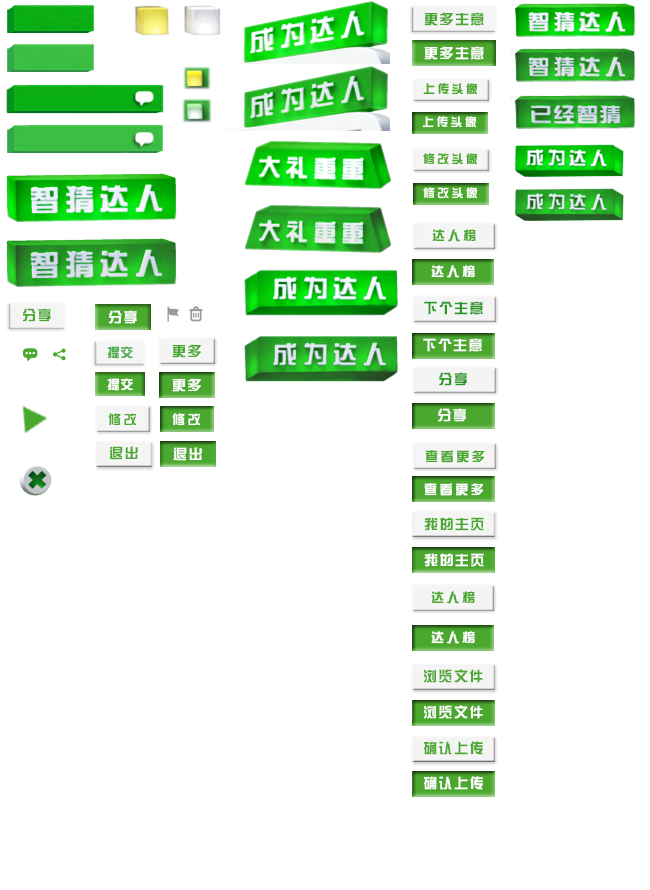 智猜达人
智猜达人
分享
分享
提交
更多
提交
更多
修改
修改
退出
退出
成为达人
成为达人
大礼重重
大礼重重
成为达人
成为达人
更多主意
更多主意
上传头像
上传头像
修改头像
修改头像
达人榜
达人榜
下个主意
下个主意
分享
分享
查看更多
查看更多
我的主页
我的主页
达人榜
达人榜
浏览文件
浏览文件
确认上传
确认上传
智猜达人
智猜达人
已经智猜
成为达人
成为达人